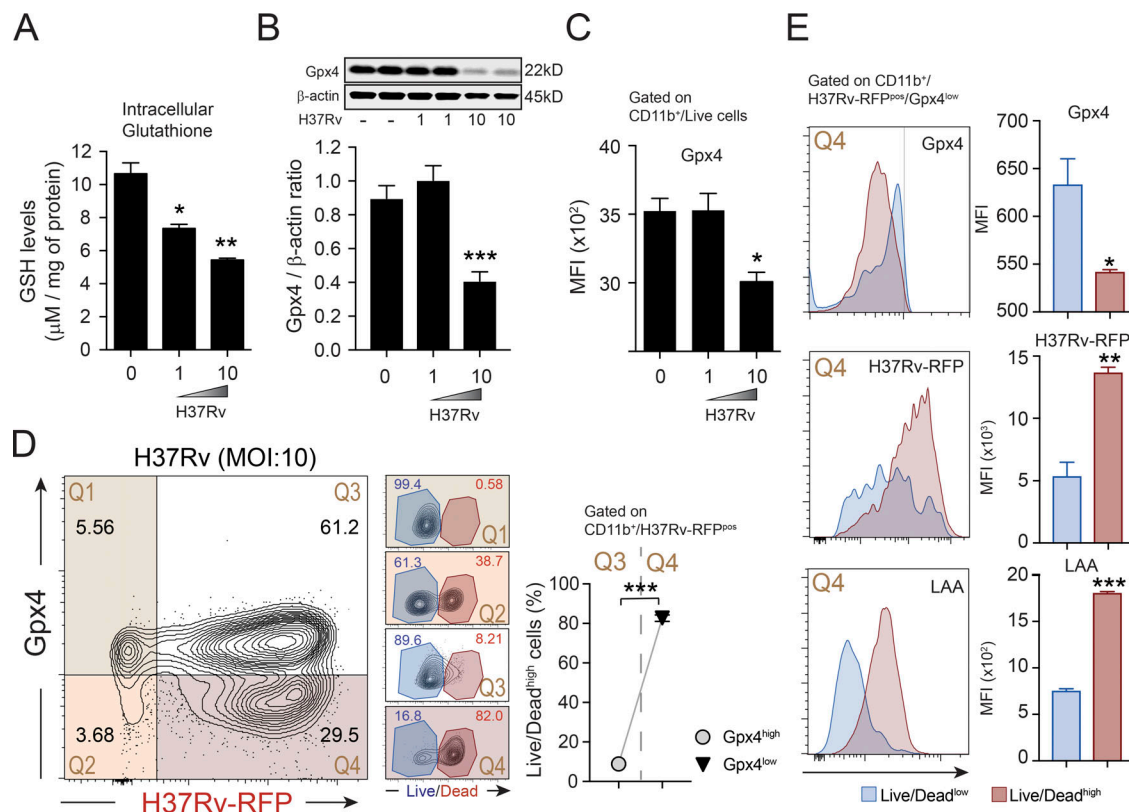 A
Intracellular
Glutathione
GSH levels
(µM / mg of protein)
14
12
10
8
6
4
2
0
*
**
0 1 10
H37Rv
B
Gpx4 22kD
β-actin 45kD
H37Rv - - 1 1 10 10
Gpx4 / β-actin ratio
1.4
1.2
1.0
0.8
0.6
0.4
0.2
0.0
***
0 1 10
H37Rv
C
Gated on
CD11b⁺/Live cells
Gpx4
MFI (x10²)
40
35
30
*
0 1 10
H37Rv
D
H37Rv (MOI:10)
Gpx4
Q1 Q3
5.56 61.2
3.68 29.5
Q2 Q4
H37Rv-RFP
99.4 0.58
Q1
61.3 38.7
Q2
89.6 8.21
Q3
16.8 82.0
Q4
Live/Dead
Gated on
CD11b⁺/H37Rv-RFPᵖᵒˢ
Q3 Q4
Live/Deadʰⁱᵍʰ cells (%)
100
80
60
40
20
0
***
Gpx4ʰⁱᵍʰ
Gpx4ˡᵒʷ
E
Gated on CD11b⁺/
H37Rv-RFPᵖᵒˢ/Gpx4ˡᵒʷ
Q4 Gpx4
Gpx4
MFI
700
650
600
550
500
*
Q4 H37Rv-RFP
H37Rv-RFP
MFI (x10³)
15
10
5
0
**
Q4 LAA
LAA
MFI (x10²)
20
15
10
5
0
***
Live/Deadˡᵒʷ Live/Deadʰⁱᵍʰ